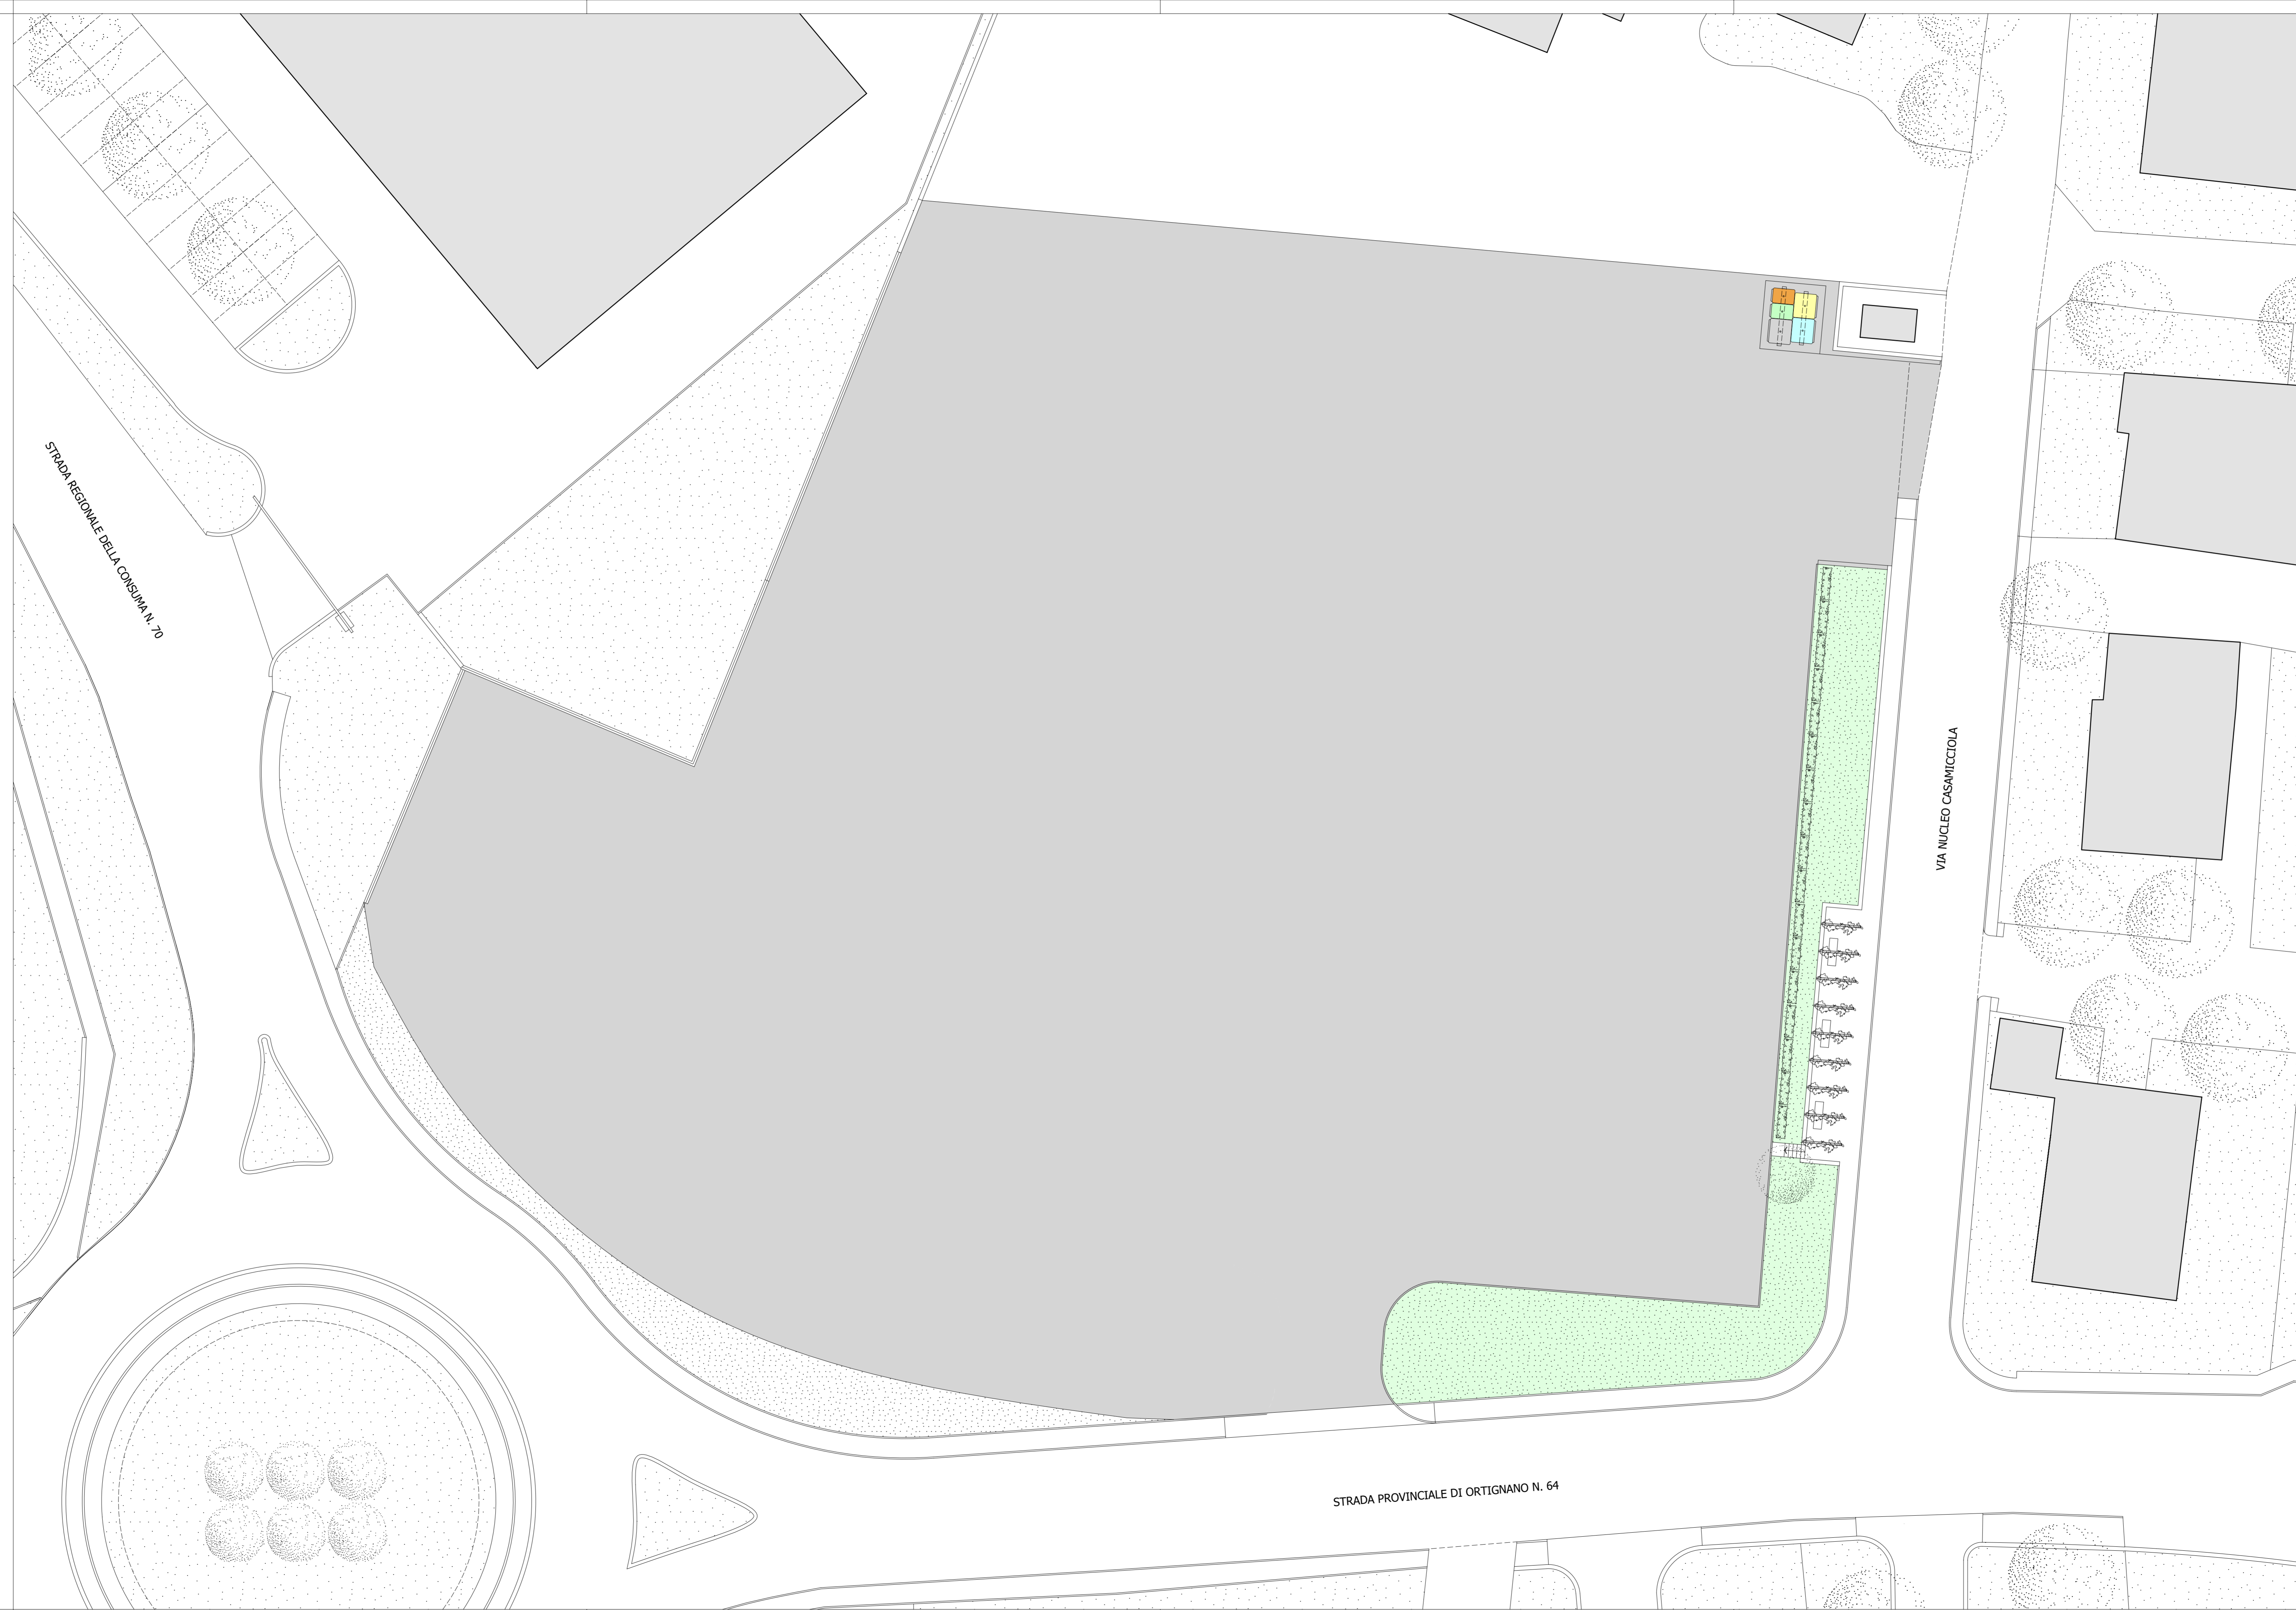 STRADA REGIONALE DELLA CONSUMA N. 70
VIA NUCLEO CASAMICCIOLA
STRADA PROVINCIALE DI ORTIGNANO N. 64